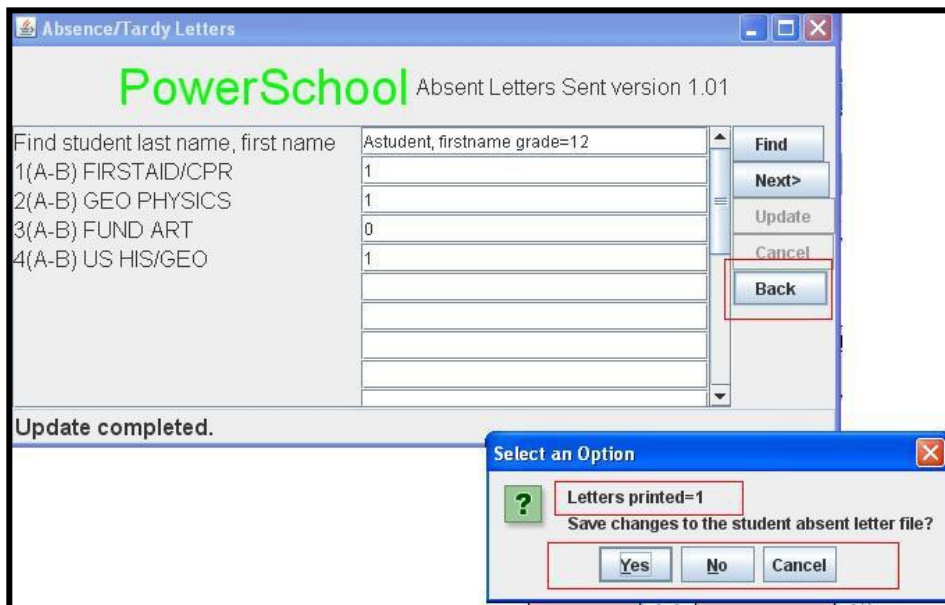 Absence/Tardy Letters
PowerSchool Absent Letters Sent version 1.01
Find student last name, first name Astudent, firstname grade=12 Find
1(A-B) FIRSTAID/CPR 1 Next>
2(A-B) GEO PHYSICS 1 Update
3(A-B) FUND ART 0 Cancel
4(A-B) US HIS/GEO 1 Back
Update completed.
Select an Option
? Letters printed=1
Save changes to the student absent letter file?
Yes No Cancel